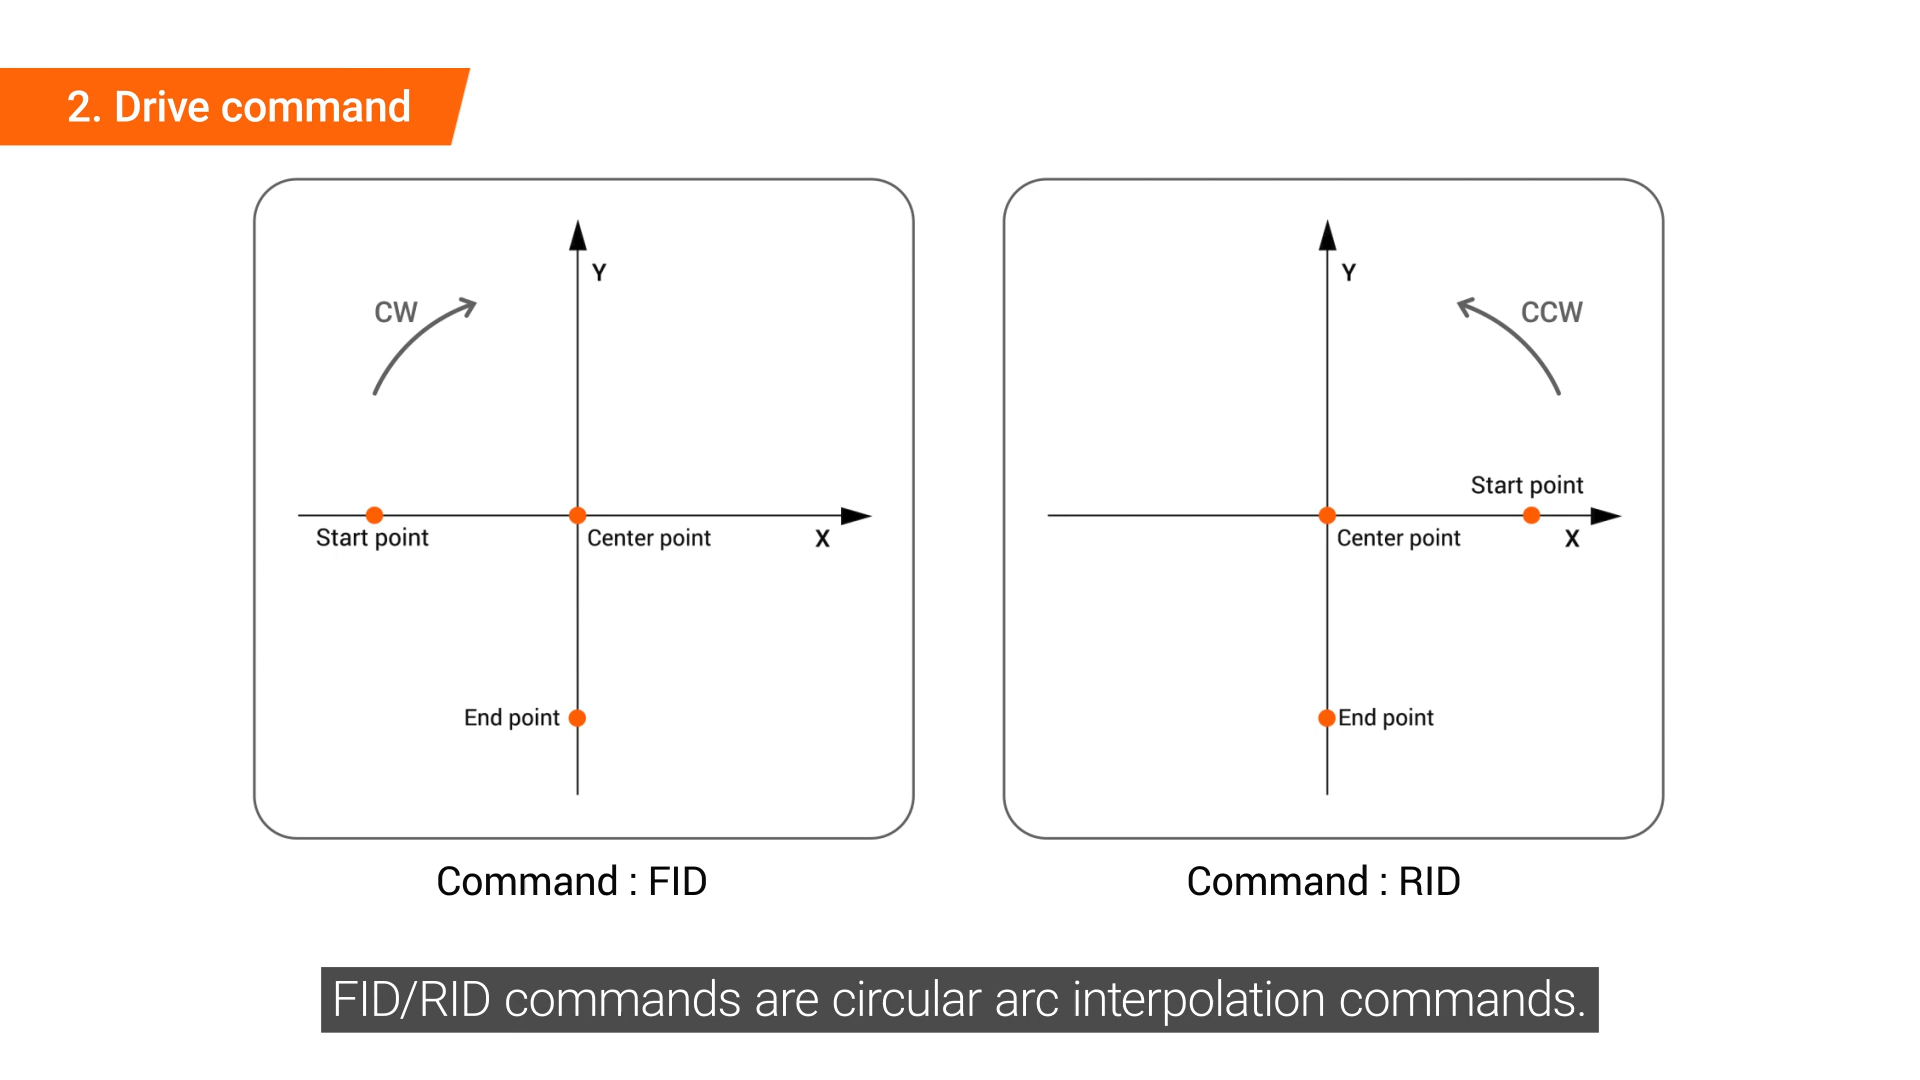 2. Drive command
Y
CW
Start point
Center point
X
End point
Command : FID
Y
CCW
Start point
Center point
X
End point
Command : RID
FID/RID commands are circular arc interpolation commands.